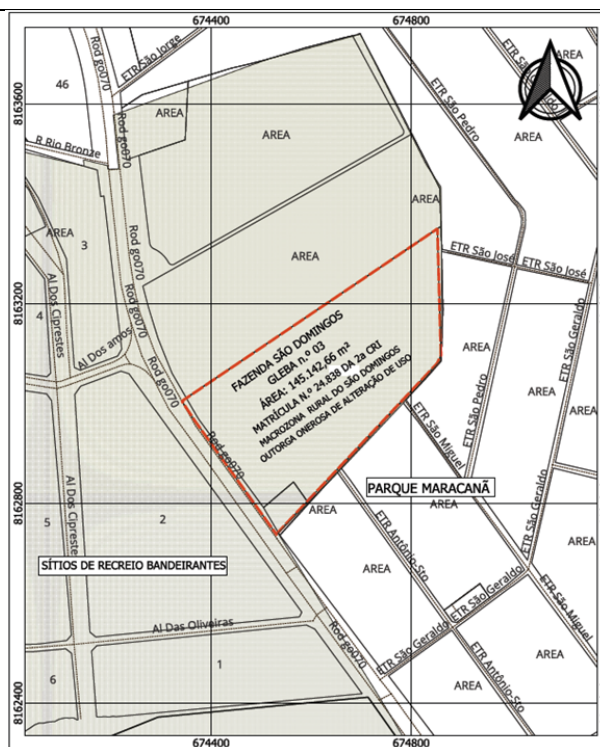 674400
674800
46
ETR São Jorge
Rod go070
AREA
ETR São Geraldo
8163600
AREA
Rod go070
ETR São Pedro
AREA
AREA
R Rio Bronze
AREA
AREA
3
Rod go070
AREA
ETR São José
ETR São José
Al Dos Ciprestes
4
Rod go070
8163200
FAZENDA SÃO DOMINGOS
GLEBA n.º 03
ÁREA: 145.142,66 m²
MATRÍCULA N.º 24.838 DA 2a CRI
MACROZONA RURAL DO SÃO DOMINGOS
OUTORGA ONEROSA DE ALTERAÇÃO DE USO
Al Dos amos
Rod go070
AREA
ETR São Pedro
ETR São Geraldo
AREA
ETR São Miguel
Rod go070
PARQUE MARACANÃ
Al Dos Ciprestes
8162800
5
2
AREA
AREA
ETR São Geraldo
AREA
SÍTIOS DE RECREIO BANDEIRANTES
ETR Antônio-Sto
AREA
ETR São Miguel
ETR São Geraldo
Al Das Oliveiras
Rod go070
ETR São Geraldo
AREA
1
6
AREA
ETR Antônio-Sto
8162400
674400
674800